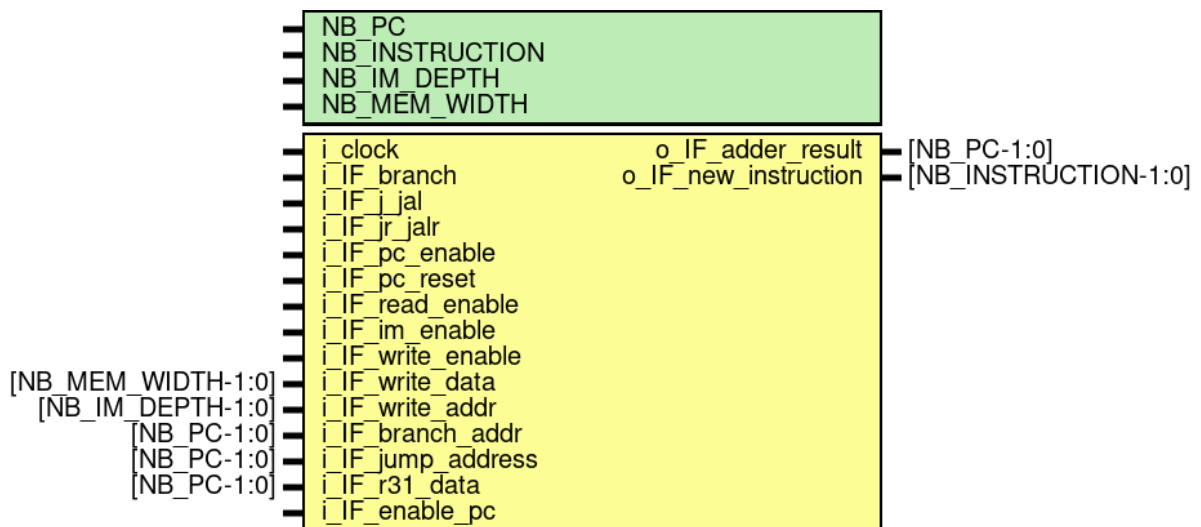 NB_PC
NB_INSTRUCTION
NB_IM_DEPTH
NB_MEM_WIDTH
i_clock o_IF_adder_result [NB_PC-1:0]
i_IF_branch o_IF_new_instruction [NB_INSTRUCTION-1:0]
i_IF_j_jal
i_IF_jr_jalr
i_IF_pc_enable
i_IF_pc_reset
i_IF_read_enable
i_IF_im_enable
i_IF_write_enable
[NB_MEM_WIDTH-1:0] i_IF_write_data
[NB_IM_DEPTH-1:0] i_IF_write_addr
[NB_PC-1:0] i_IF_branch_addr
[NB_PC-1:0] i_IF_jump_address
[NB_PC-1:0] i_IF_r31_data
i_IF_enable_pc